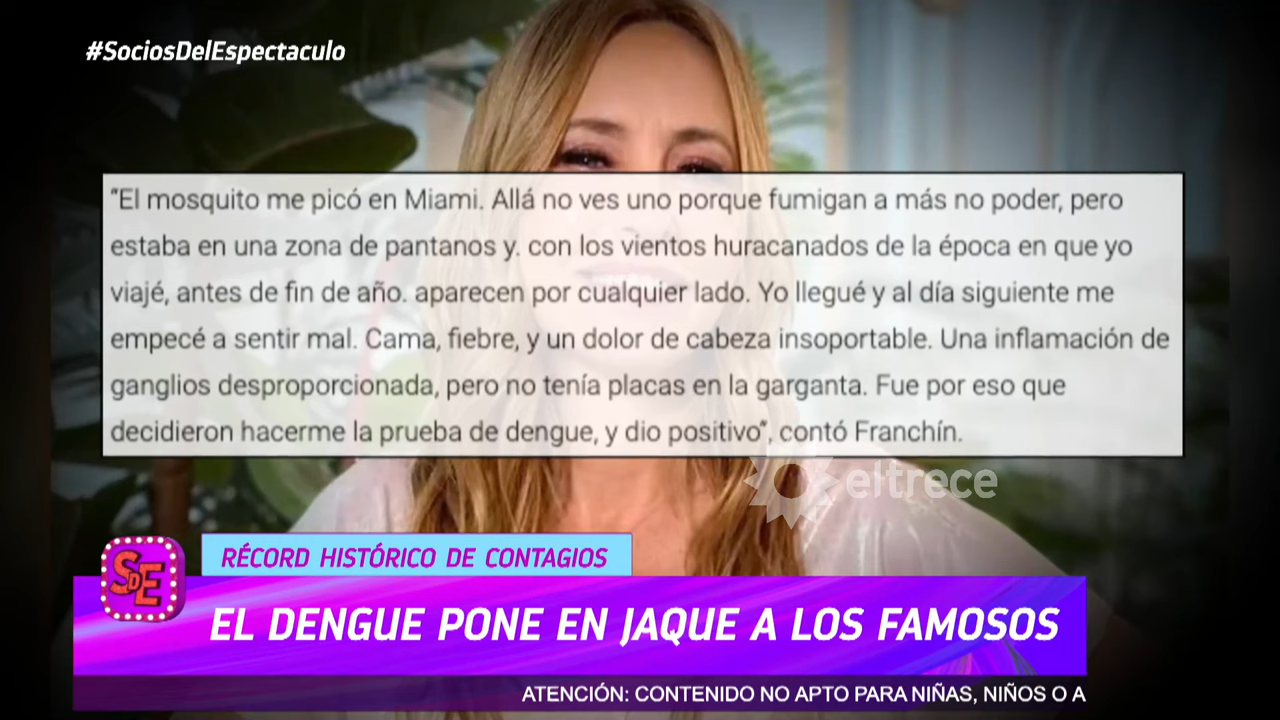 #SociosDelEspectaculo
"El mosquito me picó en Miami. Allá no ves uno porque fumigan a más no poder, pero
estaba en una zona de pantanos y. con los vientos huracanados de la época en que yo
viajé, antes de fin de año. aparecen por cualquier lado. Yo llegué y al día siguiente me
empecé a sentir mal. Cama, fiebre, y un dolor de cabeza insoportable. Una inflamación de
ganglios desproporcionada, pero no tenía placas en la garganta. Fue por eso que
decidieron hacerme la prueba de dengue, y dio positivo", contó Franchín.
eltrece
RÉCORD HISTÓRICO DE CONTAGIOS
SDE
EL DENGUE PONE EN JAQUE A LOS FAMOSOS
ATENCIÓN: CONTENIDO NO APTO PARA NIÑAS, NIÑOS O A